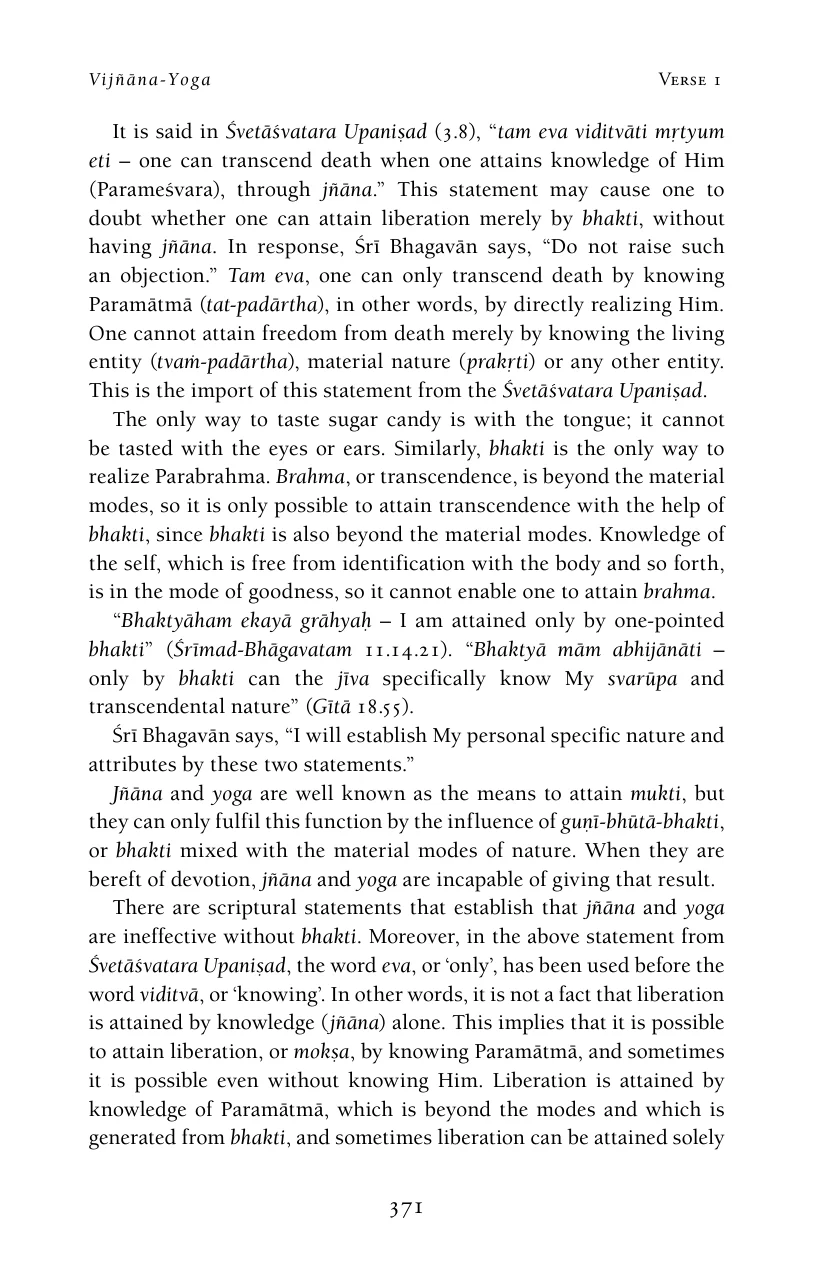 Vijñāna-Yoga Verse 1
It is said in Śvetāśvatara Upaniṣad (3.8), “tam eva viditvāti mṛtyum
eti – one can transcend death when one attains knowledge of Him
(Parameśvara), through jñāna.” This statement may cause one to
doubt whether one can attain liberation merely by bhakti, without
having jñāna. In response, Śrī Bhagavān says, “Do not raise such
an objection.” Tam eva, one can only transcend death by knowing
Paramātmā (tat-padārtha), in other words, by directly realizing Him.
One cannot attain freedom from death merely by knowing the living
entity (tvaṁ-padārtha), material nature (prakṛti) or any other entity.
This is the import of this statement from the Śvetāśvatara Upaniṣad.
The only way to taste sugar candy is with the tongue; it cannot
be tasted with the eyes or ears. Similarly, bhakti is the only way to
realize Parabrahma. Brahma, or transcendence, is beyond the material
modes, so it is only possible to attain transcendence with the help of
bhakti, since bhakti is also beyond the material modes. Knowledge of
the self, which is free from identification with the body and so forth,
is in the mode of goodness, so it cannot enable one to attain brahma.
“Bhaktyāham ekayā grāhyaḥ – I am attained only by one-pointed
bhakti” (Śrīmad-Bhāgavatam 11.14.21). “Bhaktyā mām abhijānāti –
only by bhakti can the jīva specifically know My svarūpa and
transcendental nature” (Gītā 18.55).
Śrī Bhagavān says, “I will establish My personal specific nature and
attributes by these two statements.”
Jñāna and yoga are well known as the means to attain mukti, but
they can only fulfil this function by the influence of guṇī-bhūtā-bhakti,
or bhakti mixed with the material modes of nature. When they are
bereft of devotion, jñāna and yoga are incapable of giving that result.
There are scriptural statements that establish that jñāna and yoga
are ineffective without bhakti. Moreover, in the above statement from
Śvetāśvatara Upaniṣad, the word eva, or ‘only’, has been used before the
word viditvā, or ‘knowing’. In other words, it is not a fact that liberation
is attained by knowledge (jñāna) alone. This implies that it is possible
to attain liberation, or mokṣa, by knowing Paramātmā, and sometimes
it is possible even without knowing Him. Liberation is attained by
knowledge of Paramātmā, which is beyond the modes and which is
generated from bhakti, and sometimes liberation can be attained solely
371